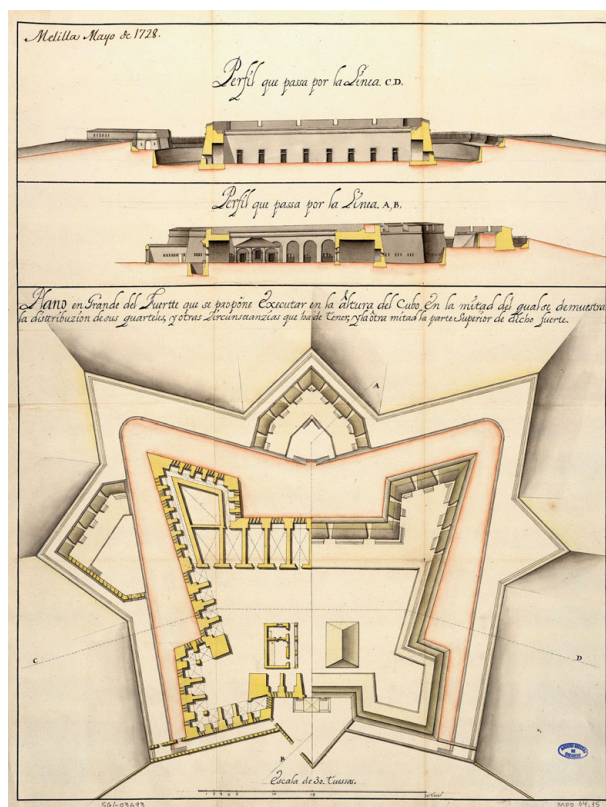 Melilla Mayo de 1728.
Perfil que passa por la Linea. C D.
Perfil que passa por la Linea. A, B,
Plano en Grande del Fuertte que se propone Executar en la Altura del Cubo, En la mitad del qual se demuestra
la distribuzion de sus quarteles, y otras Zircunstanzias que ha de Tener, y la otra mitad la parte Superior de dicho fuerte.
A
C
D
B
Escala de 30 Tuessas.